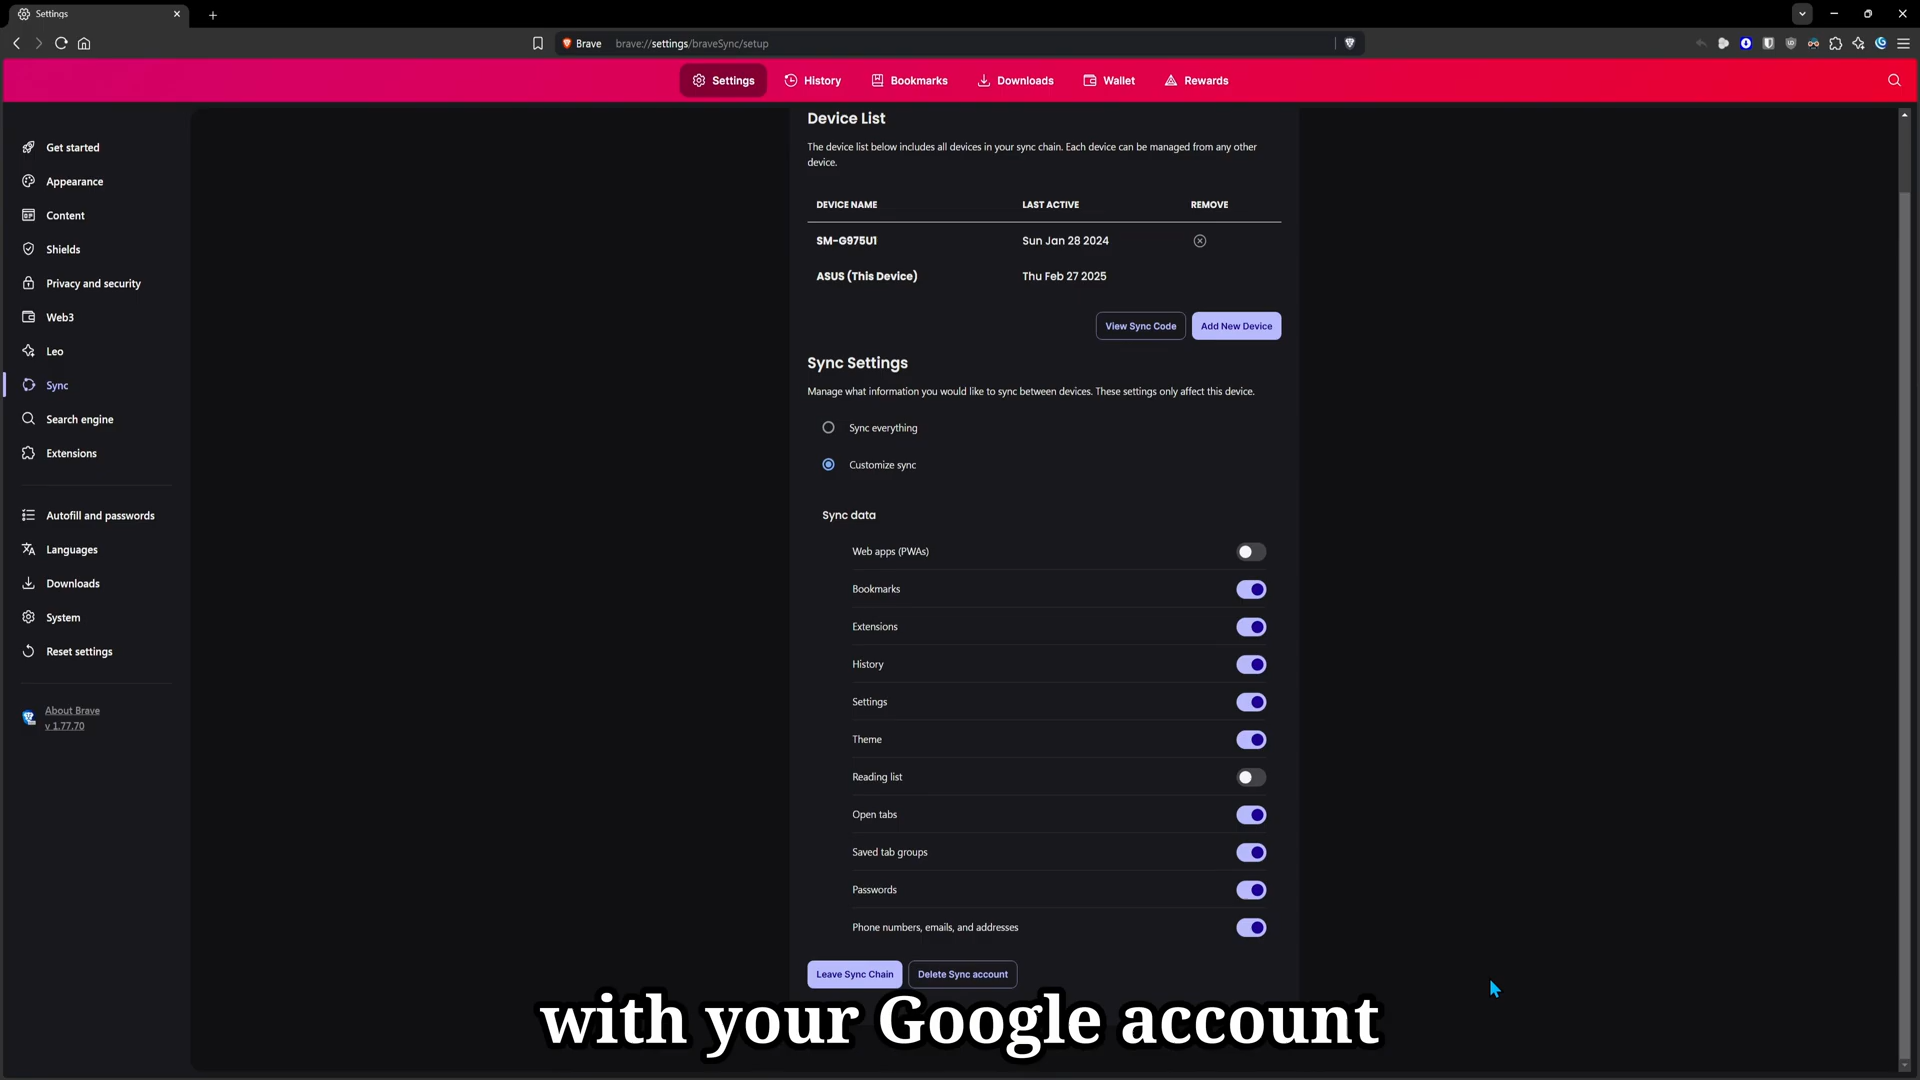 Settings
Brave brave://settings/braveSync/setup
Settings History Bookmarks Downloads Wallet Rewards
Get started
Appearance
Content
Shields
Privacy and security
Web3
Leo
Sync
Search engine
Extensions
Autofill and passwords
Languages
Downloads
System
Reset settings
About Brave
v 1.77.70
Device List
The device list below includes all devices in your sync chain. Each device can be managed from any other
device.
DEVICE NAME LAST ACTIVE REMOVE
SM-G975U1 Sun Jan 28 2024
ASUS (This Device) Thu Feb 27 2025
View Sync Code Add New Device
Sync Settings
Manage what information you would like to sync between devices. These settings only affect this device.
Sync everything
Customize sync
Sync data
Web apps (PWAs)
Bookmarks
Extensions
History
Settings
Theme
Reading list
Open tabs
Saved tab groups
Passwords
Phone numbers, emails, and addresses
Leave Sync Chain Delete Sync account
with your Google account